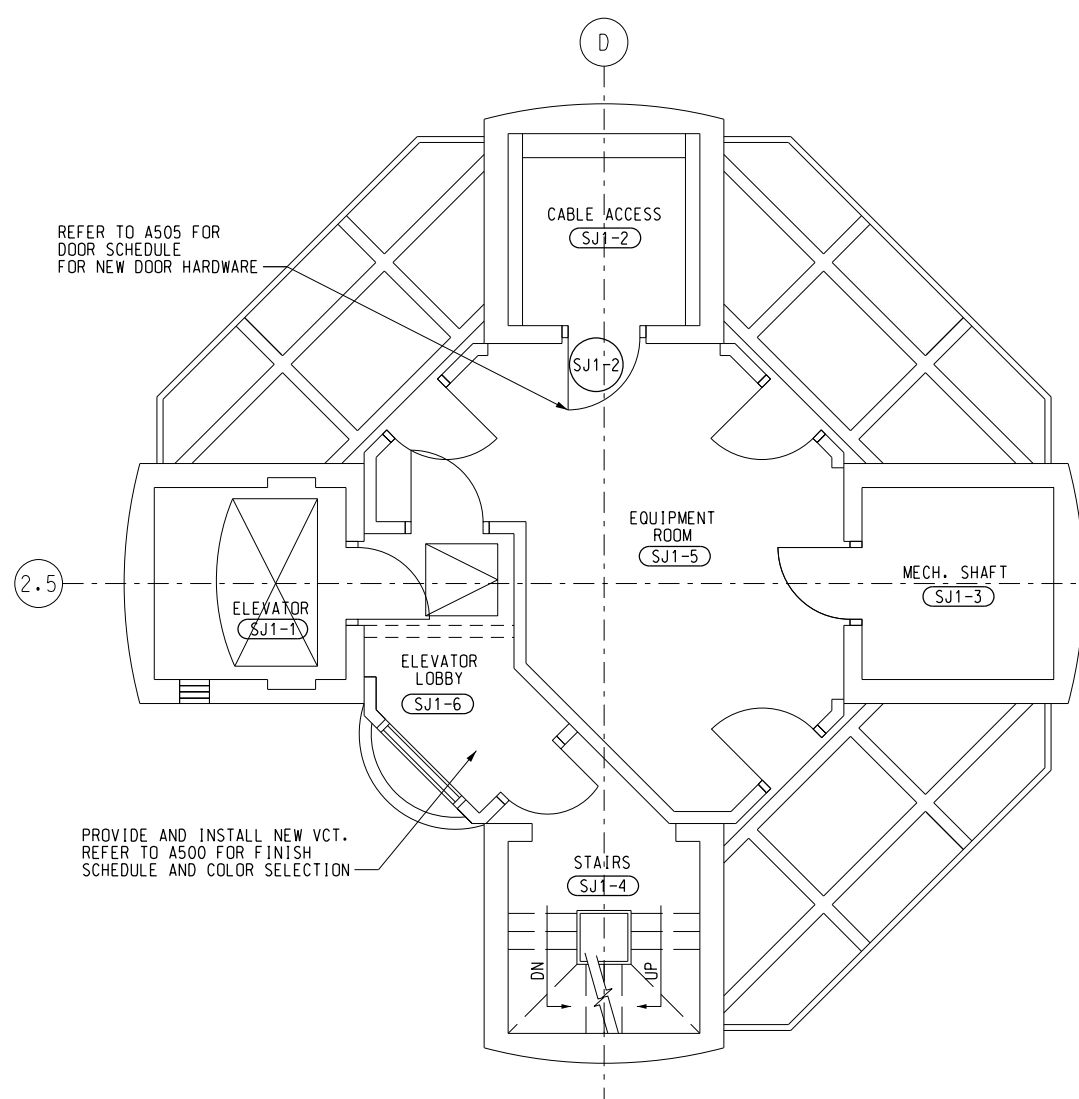 D
CABLE ACCESS
SJ1-2
REFER TO A505 FOR
DOOR SCHEDULE
FOR NEW DOOR HARDWARE
SJ1-2
EQUIPMENT
ROOM
SJ1-5
2.5
MECH. SHAFT
SJ1-3
ELEVATOR
SJ1-1
ELEVATOR
LOBBY
SJ1-6
PROVIDE AND INSTALL NEW VCT.
REFER TO A500 FOR FINISH
SCHEDULE AND COLOR SELECTION
STAIRS
SJ1-4
DN
UP